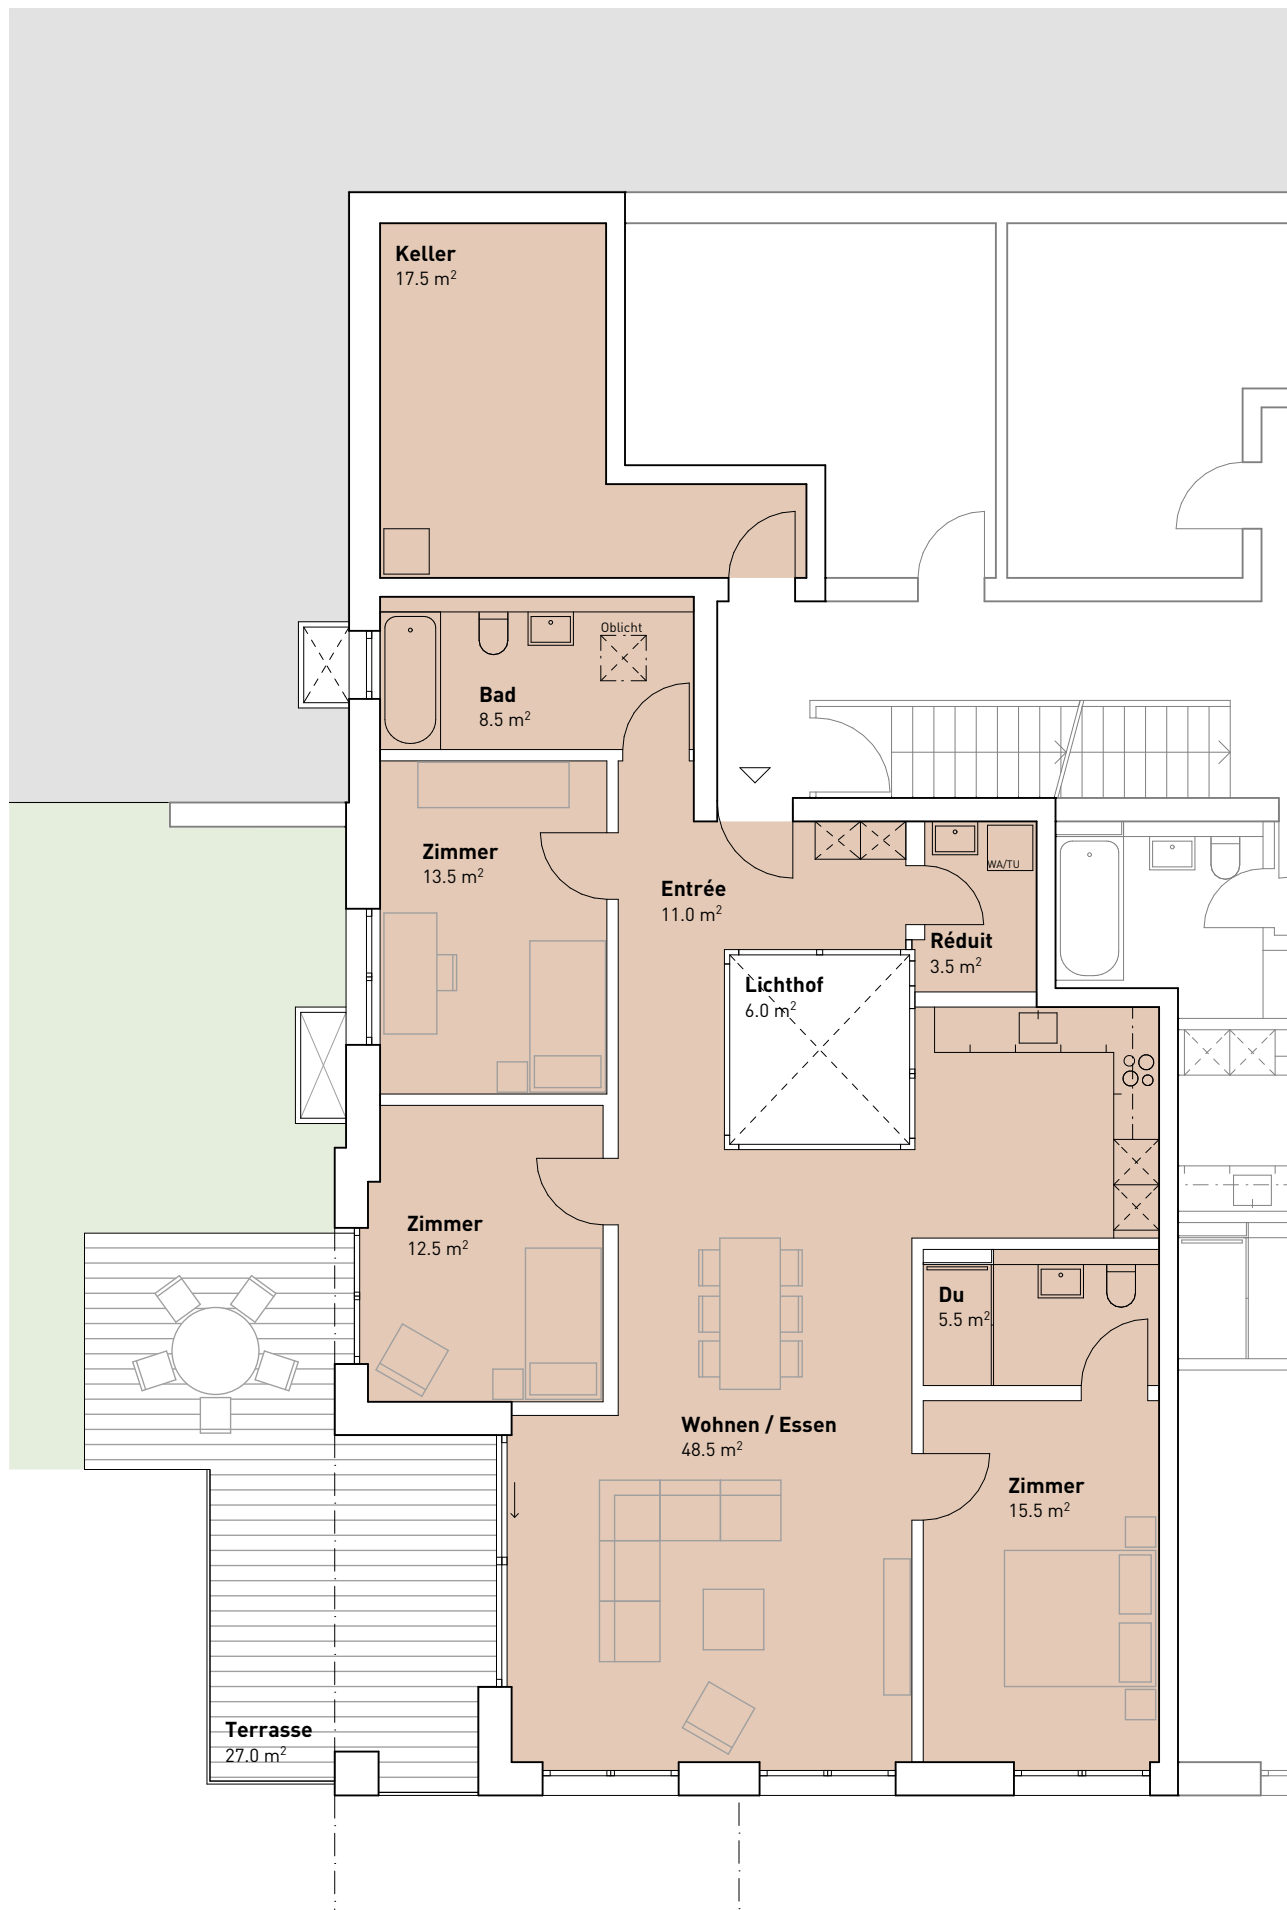 Keller
17.5 m²
Oblicht
Bad
8.5 m²
Zimmer
13.5 m²
WA/TU
Entrée
11.0 m²
Réduit
3.5 m²
Lichthof
6.0 m²
Zimmer
12.5 m²
Du
5.5 m²
Wohnen / Essen
48.5 m²
Zimmer
15.5 m²
Terrasse
27.0 m²